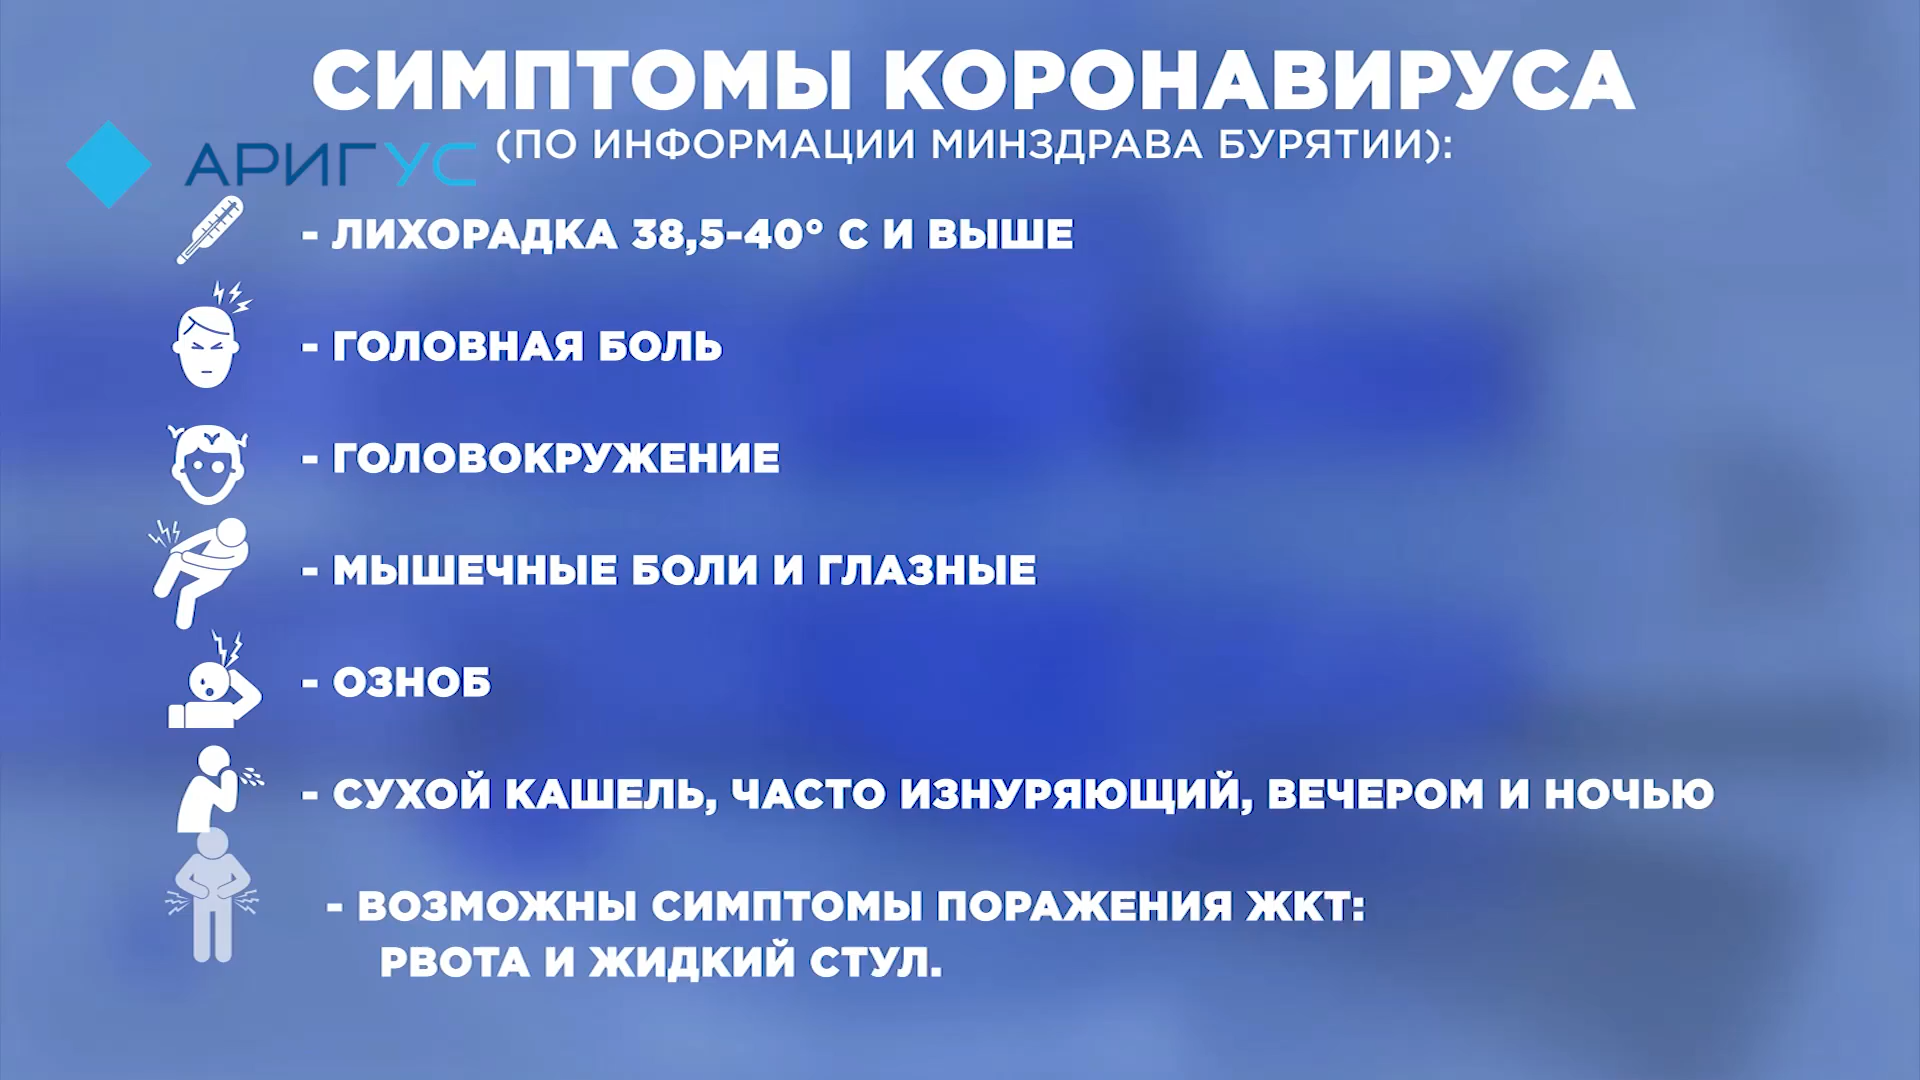 СИМПТОМЫ КОРОНАВИРУСА
(ПО ИНФОРМАЦИИ МИНЗДРАВА БУРЯТИИ):
АРИГУС
- ЛИХОРАДКА 38,5-40° С И ВЫШЕ
- ГОЛОВНАЯ БОЛЬ
- ГОЛОВОКРУЖЕНИЕ
- МЫШЕЧНЫЕ БОЛИ И ГЛАЗНЫЕ
- ОЗНОБ
- СУХОЙ КАШЕЛЬ, ЧАСТО ИЗНУРЯЮЩИЙ, ВЕЧЕРОМ И НОЧЬЮ
- ВОЗМОЖНЫ СИМПТОМЫ ПОРАЖЕНИЯ ЖКТ:
РВОТА И ЖИДКИЙ СТУЛ.